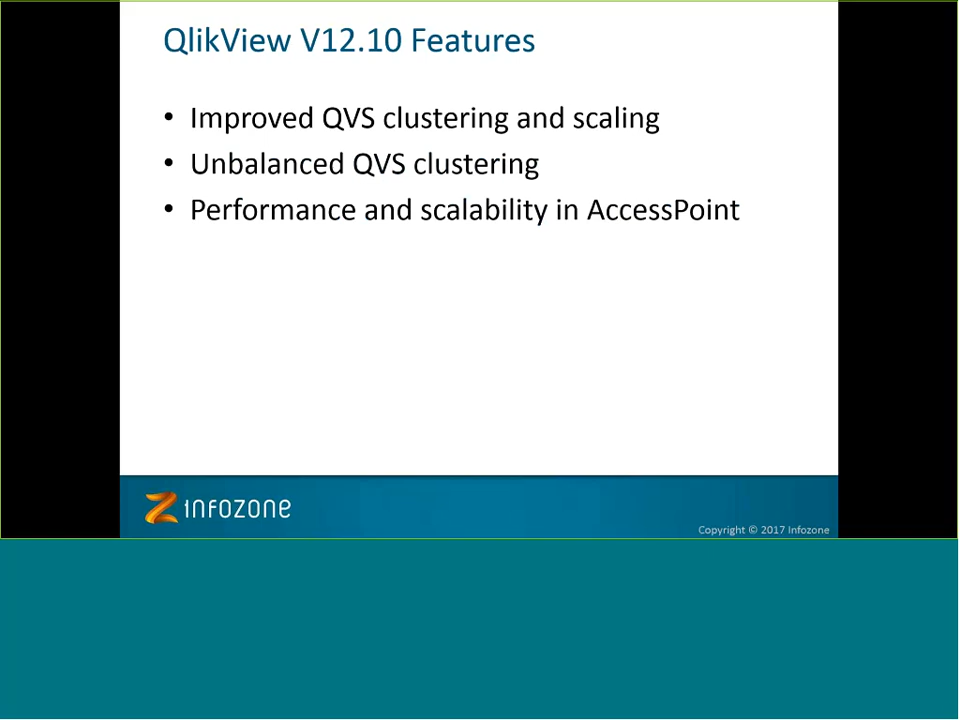 QlikView V12.10 Features
• Improved QVS clustering and scaling
• Unbalanced QVS clustering
• Performance and scalability in AccessPoint
infozone
Copyright © 2017 Infozone